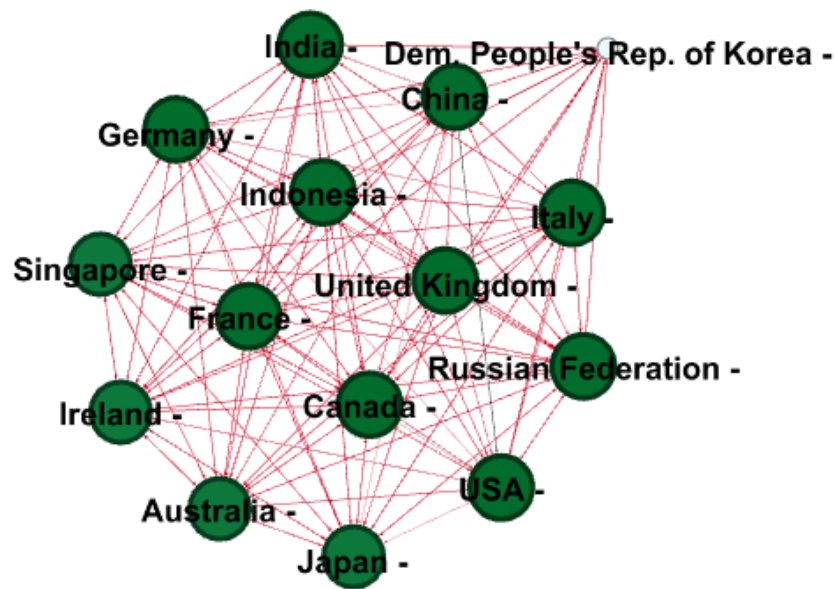 India -
Dem. People's Rep. of Korea -
China -
Germany -
Indonesia -
Italy -
Singapore -
United Kingdom -
France -
Russian Federation -
Ireland -
Canada -
USA -
Australia -
Japan -